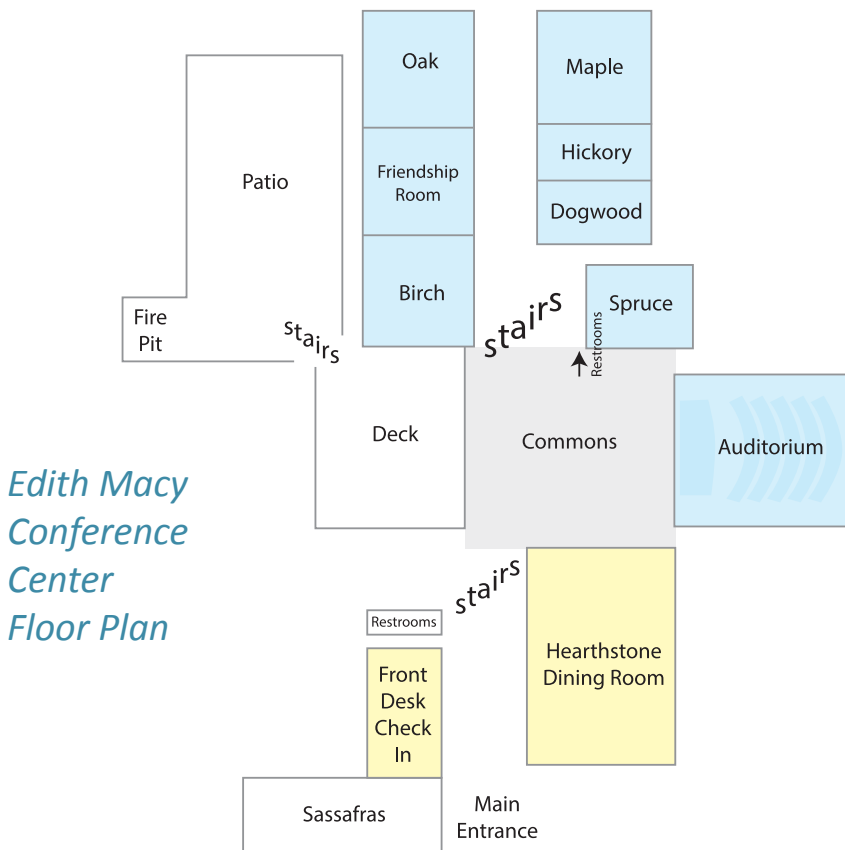 Oak
Maple
Hickory
Friendship
Room
Patio
Dogwood
Birch
Spruce
Fire
Pit
stairs
stairs
Restrooms
Deck
Commons
Auditorium
Edith Macy
Conference
Center
Floor Plan
stairs
Restrooms
Hearthstone
Dining Room
Front
Desk
Check
In
Sassafras
Main
Entrance